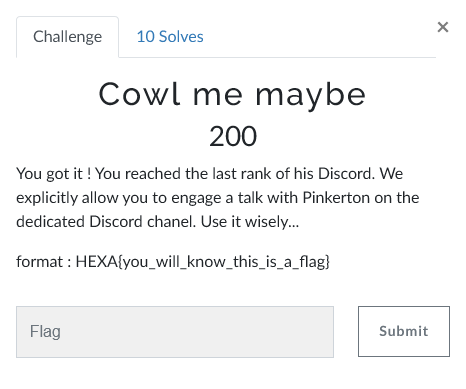 Challenge
10 Solves
×
Cowl me maybe
200
You got it ! You reached the last rank of his Discord. We
explicitly allow you to engage a talk with Pinkerton on the
dedicated Discord chanel. Use it wisely...
format : HEXA{you_will_know_this_is_a_flag}
Flag
Submit